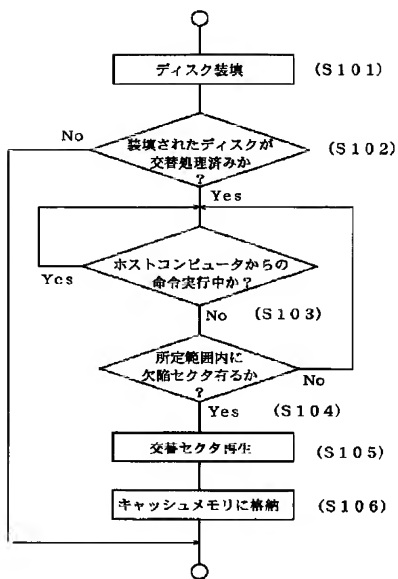 ディスク装填
(S101)
No
装填されたディスクが
交替処理済みか
?
(S102)
Yes
ホストコンピュータからの
命令実行中か?
Yes
No
(S103)
所定範囲内に
欠陥セクタ有るか
?
No
Yes
(S104)
交替セクタ再生
(S105)
キャッシュメモリに格納
(S106)